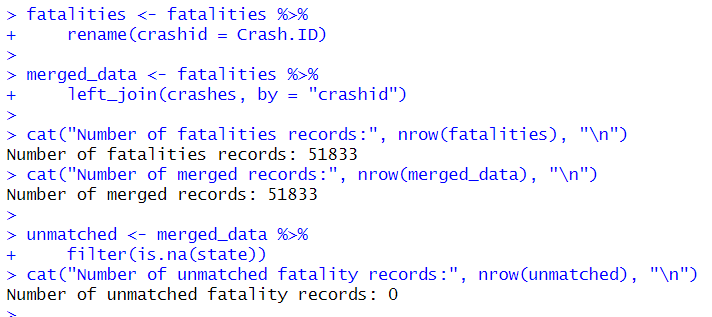 > fatalities <- fatalities %>%
+     rename(crashid = Crash.ID)
>
> merged_data <- fatalities %>%
+     left_join(crashes, by = "crashid")
>
> cat("Number of fatalities records:", nrow(fatalities), "\n")
Number of fatalities records: 51833
> cat("Number of merged records:", nrow(merged_data), "\n")
Number of merged records: 51833
>
> unmatched <- merged_data %>%
+     filter(is.na(state))
> cat("Number of unmatched fatality records:", nrow(unmatched), "\n")
Number of unmatched fatality records: 0
>